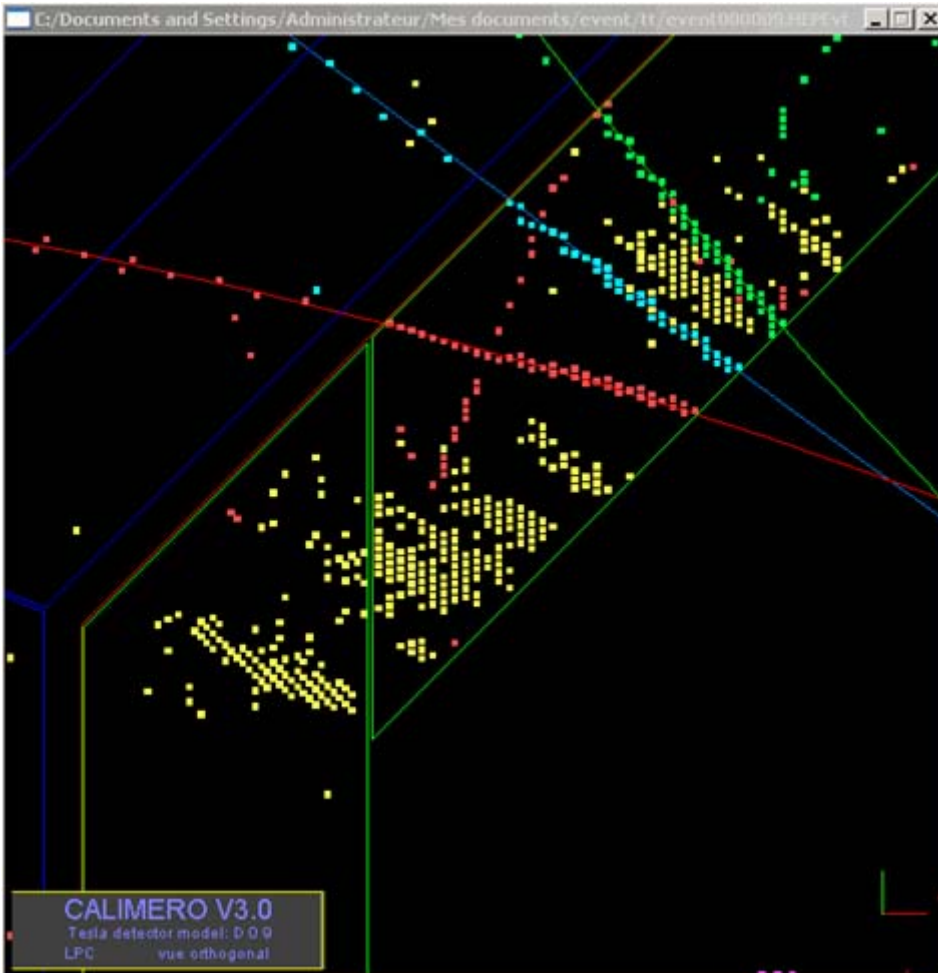 C:/Documents and Settings/Administrateur/Mes documents/event/tt/event000009.HEPEvt
CALIMERO V3.0
Tesla detector model: D 0 9
LPC vue orthogonal